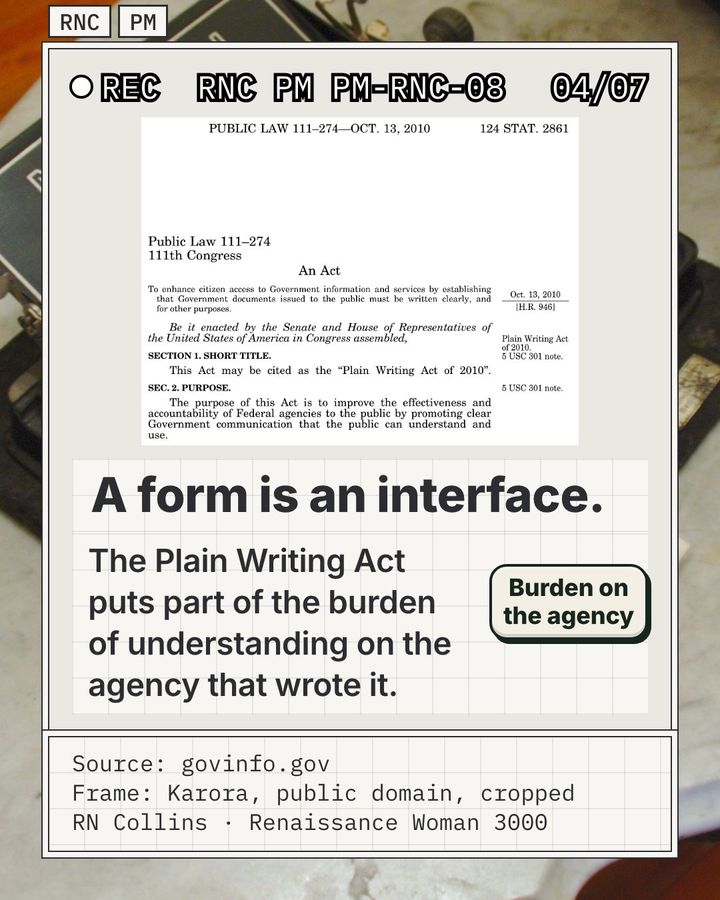 RNC PM
REC RNC PM PM-RNC-08 04/07
PUBLIC LAW 111–274—OCT. 13, 2010 124 STAT. 2861
Public Law 111–274
111th Congress
An Act
To enhance citizen access to Government information and services by establishing
that Government documents issued to the public must be written clearly, and
for other purposes.
Oct. 13, 2010
[H.R. 946]
Be it enacted by the Senate and House of Representatives of
the United States of America in Congress assembled,
Plain Writing Act
of 2010.
5 USC 301 note.
SECTION 1. SHORT TITLE.
This Act may be cited as the “Plain Writing Act of 2010”.
SEC. 2. PURPOSE.
5 USC 301 note.
The purpose of this Act is to improve the effectiveness and
accountability of Federal agencies to the public by promoting clear
Government communication that the public can understand and
use.
A form is an interface.
The Plain Writing Act
puts part of the burden
of understanding on the
agency that wrote it.
Burden on
the agency
Source: govinfo.gov
Frame: Karora, public domain, cropped
RN Collins · Renaissance Woman 3000